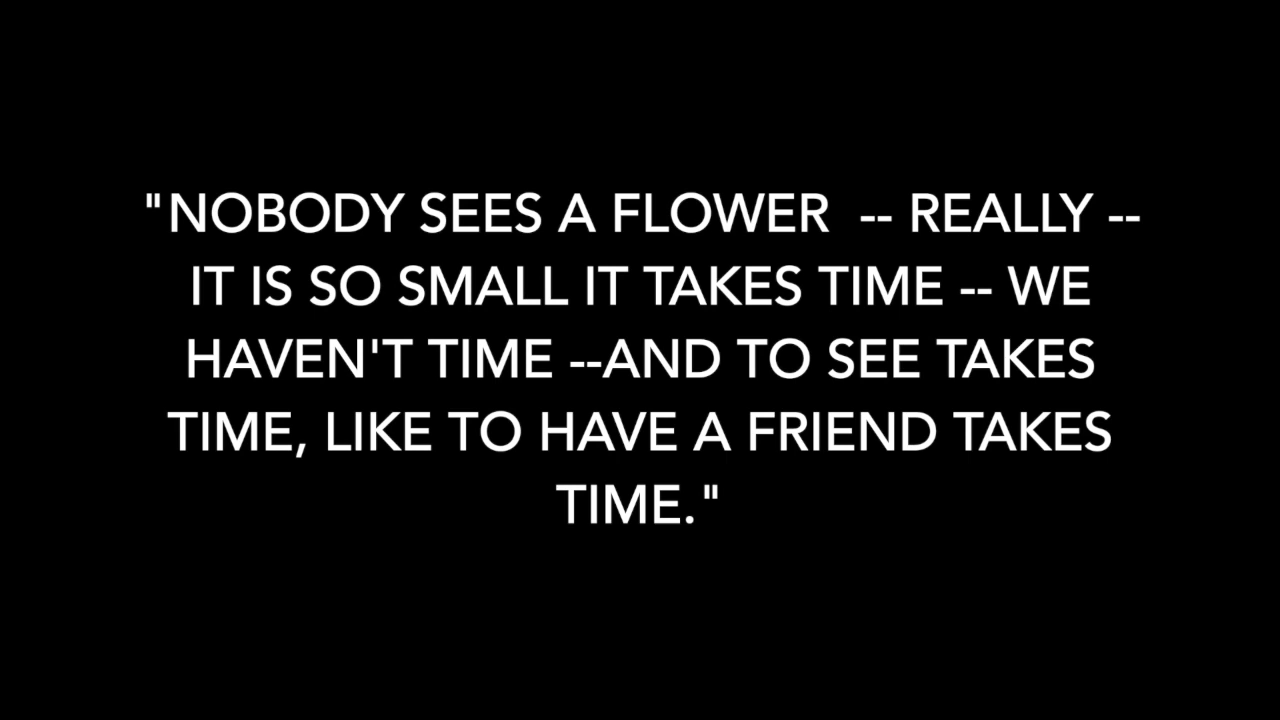 "NOBODY SEES A FLOWER  -- REALLY --
IT IS SO SMALL IT TAKES TIME -- WE
HAVEN'T TIME --AND TO SEE TAKES
TIME, LIKE TO HAVE A FRIEND TAKES
TIME."